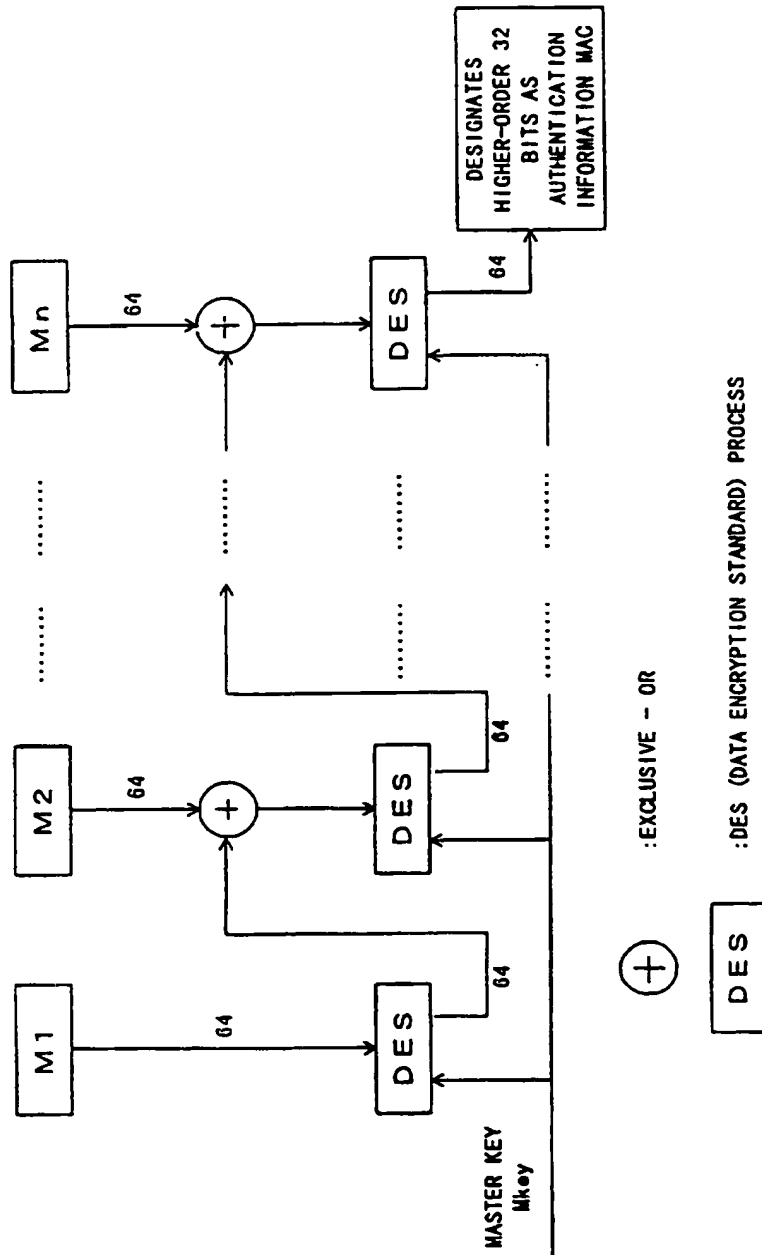 M1
M2
......... .........
Mn
64
64
64
+
......... 
+
DES
64
DES
64
......... .........
DES
64
DESIGNATES
HIGHER-ORDER 32
BITS AS
AUTHENTICATION
INFORMATION MAC
MASTER KEY
Mkey
......... .........
+ :EXCLUSIVE - OR
DES :DES (DATA ENCRYPTION STANDARD) PROCESS